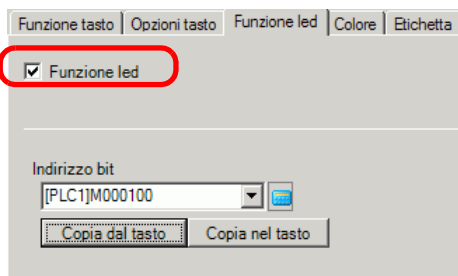 Funzione tasto Opzioni tasto Funzione led Colore Etichetta
Funzione led
Indirizzo bit
[PLC1]M000100
Copia dal tasto Copia nel tasto